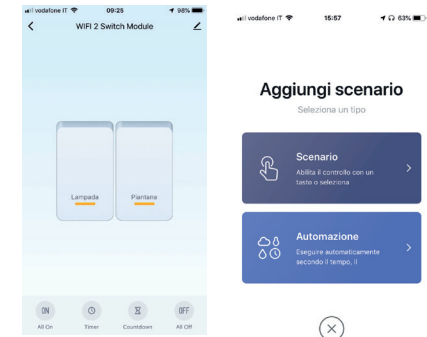 vodafone IT 09:25 98%
WIFI 2 Switch Module
Lampada Piantana
ON OFF
All On Timer Countdown All Off
vodafone IT 15:57 63%
Aggiungi scenario
Seleziona un tipo
Scenario
Abilita il controllo con un
tasto o seleziona
Automazione
Eseguire automaticamente
secondo il tempo, il